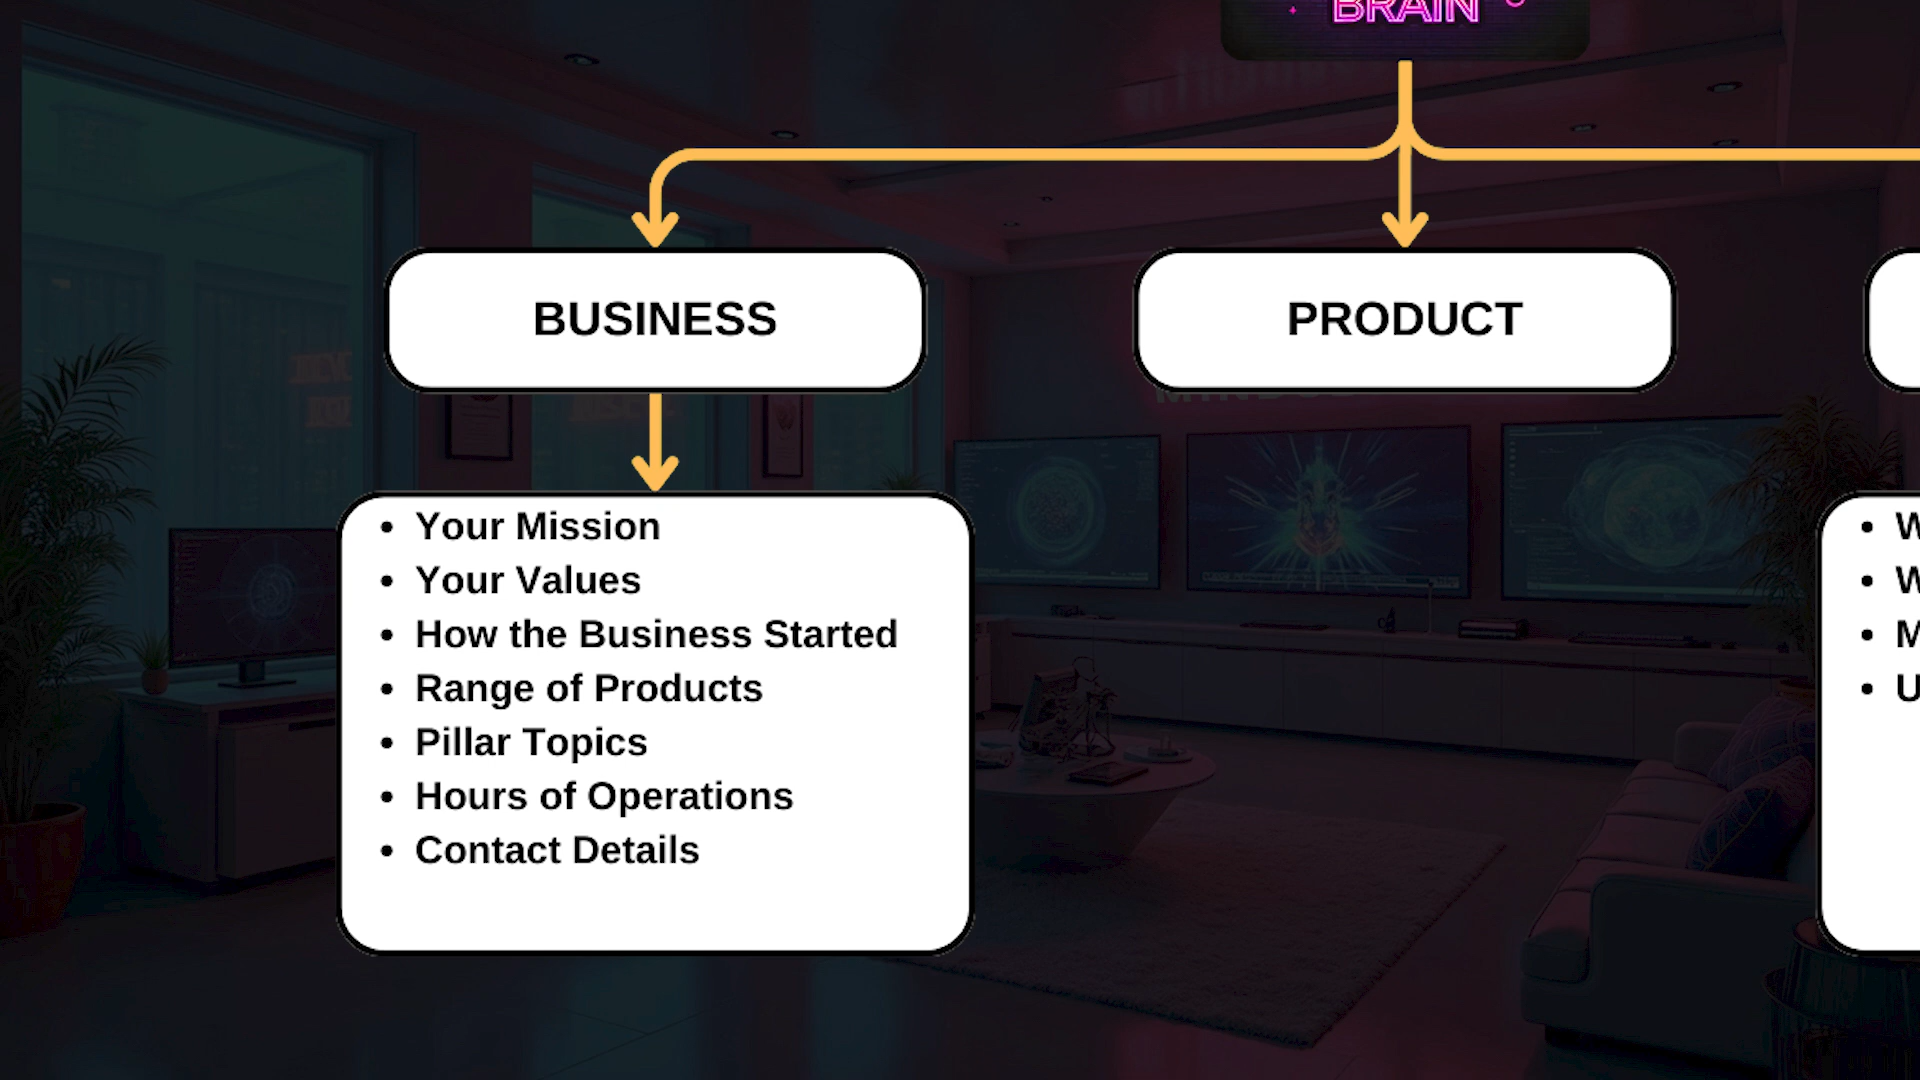 BRAIN
BUSINESS
PRODUCT
• Your Mission
• Your Values
• How the Business Started
• Range of Products
• Pillar Topics
• Hours of Operations
• Contact Details